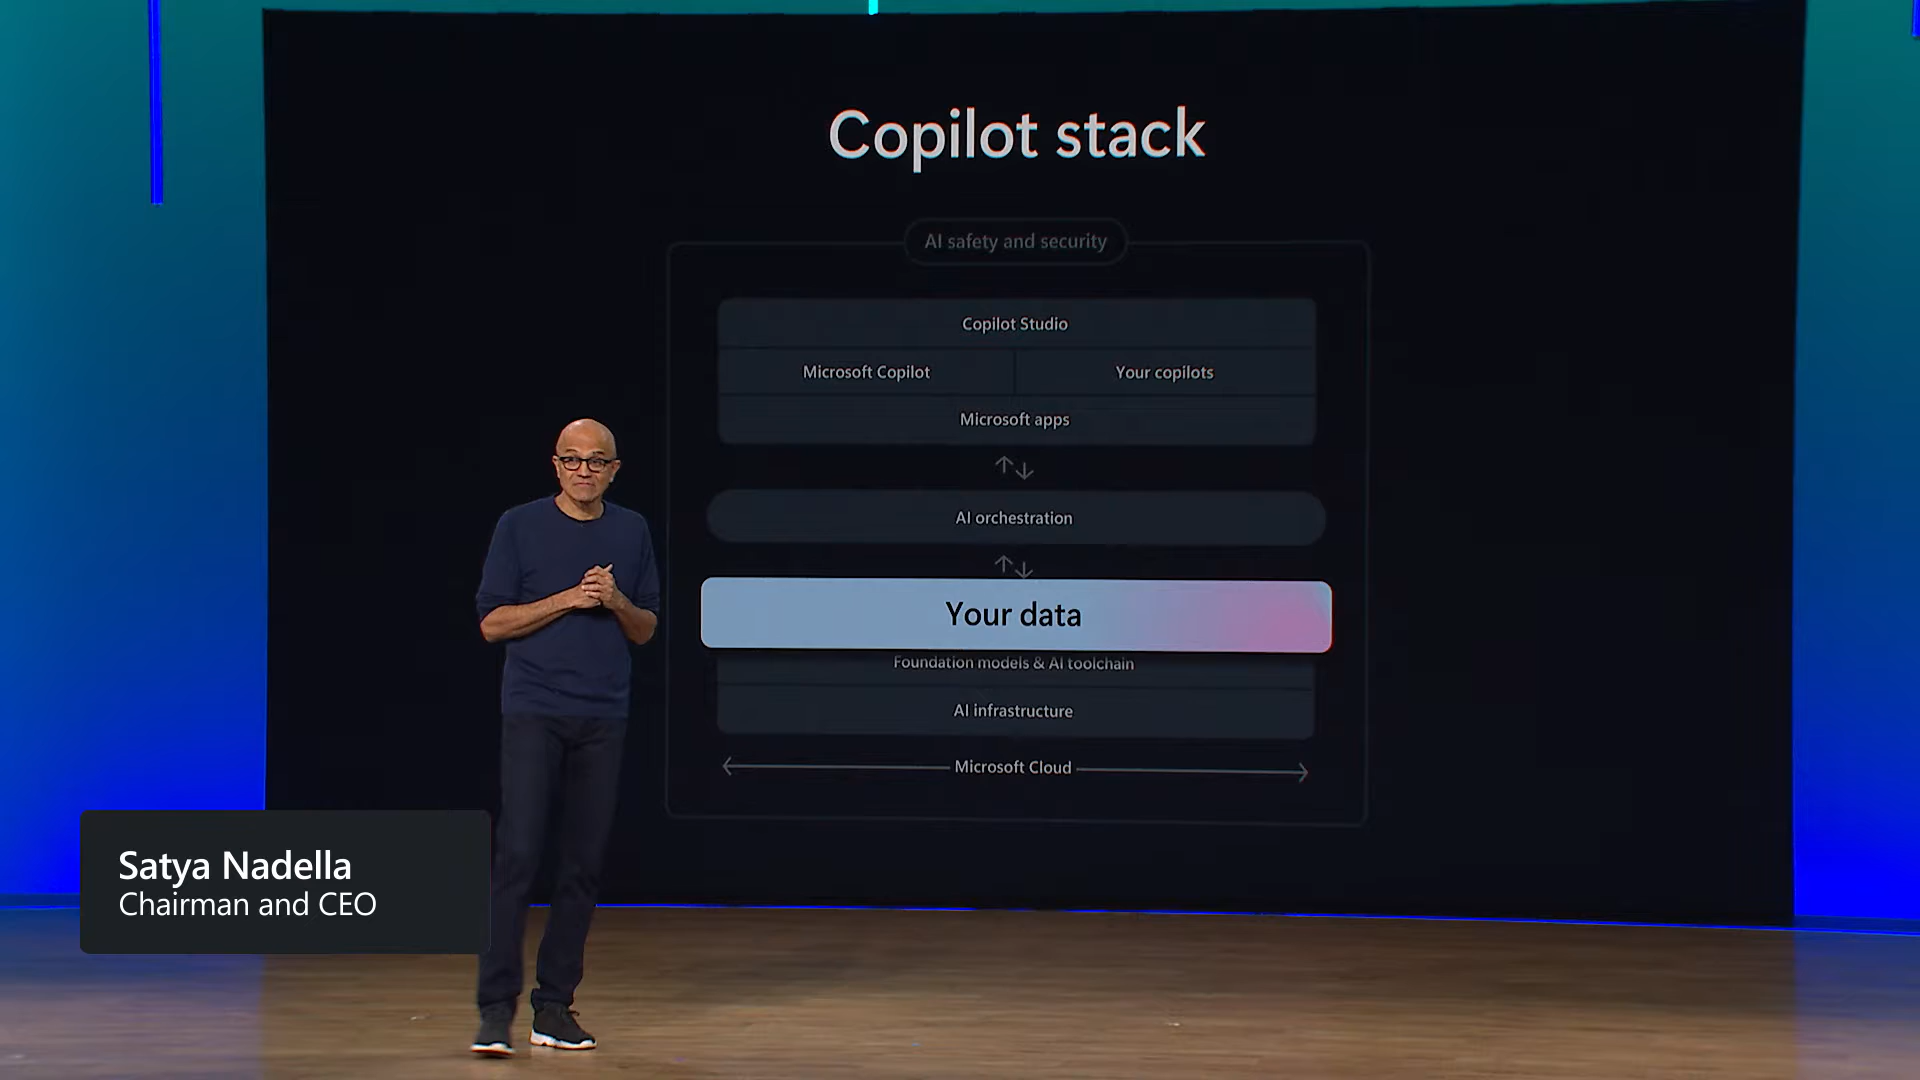 Copilot stack
AI safety and security
Copilot Studio
Microsoft Copilot
Your copilots
Microsoft apps
AI orchestration
Your data
Foundation models & AI toolchain
AI infrastructure
Microsoft Cloud
Satya Nadella
Chairman and CEO